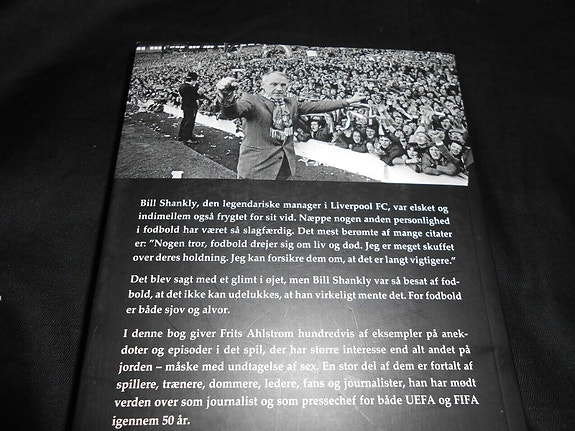 Bill Shankly, den legendariske manager i Liverpool FC, var elsket og
indimellem også frygtet for sit vid. Næppe nogen anden personlighed
i fodbold har været så slagfærdig. Det mest berømte af mange citater
er: ”Nogen tror, fodbold drejer sig om liv og død. Jeg er meget skuffet
over deres holdning. Jeg kan forsikre dem om, at det er langt vigtigere.”
Det blev sagt med et glimt i øjet, men Bill Shankly var så besat af fod-
bold, at det ikke kan udelukkes, at han virkeligt mente det. For fodbold
er både sjov og alvor.
I denne bog giver Frits Ahlstrøm hundredvis af eksempler på anek-
doter og episoder i det spil, der har større interesse end alt andet på
jorden – måske med undtagelse af sex. En stor del af dem er fortalt af
spillere, trænere, dommere, ledere, fans og journalister, han har mødt
verden over som journalist og som pressechef for både UEFA og FIFA
igennem 50 år.